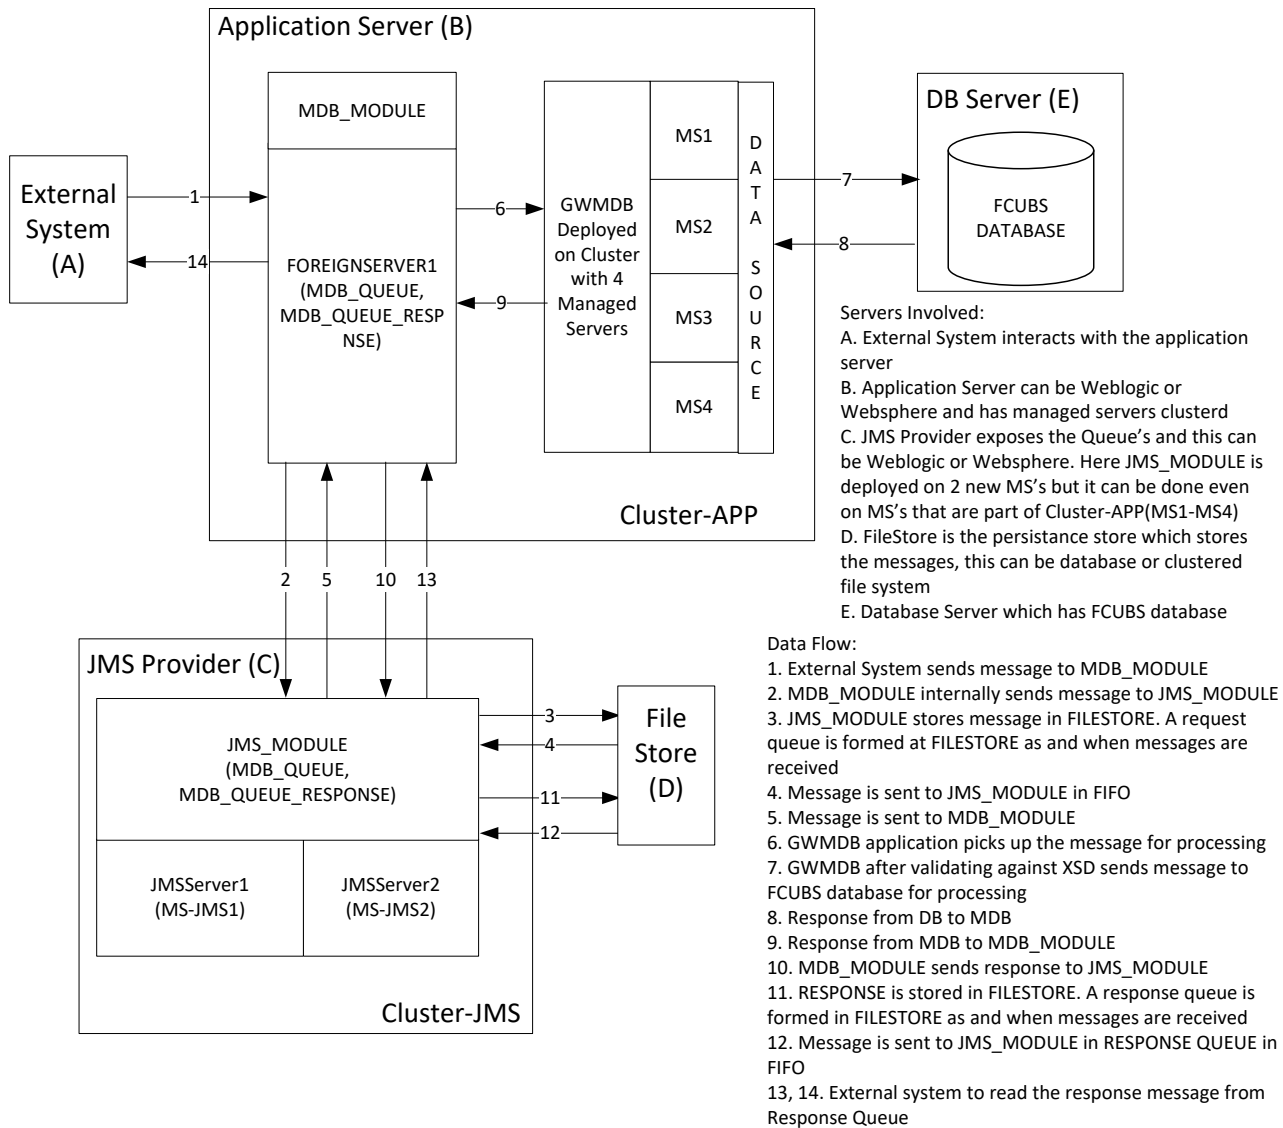 Application Server (B)
MDB_MODULE
FOREIGNSERVER1
(MDB_QUEUE,
MDB_QUEUE_RESP
NSE)
External
System
(A)
1
14
6
9
GWMDB
Deployed
on Cluster
with 4
Managed
Servers
MS1
MS2
MS3
MS4
D
A
T
A
S
O
U
R
C
E
7
8
DB Server (E)
FCUBS
DATABASE
Cluster-APP
2
5
10
13
Servers Involved:
A. External System interacts with the application
server
B. Application Server can be Weblogic or
Websphere and has managed servers clusterd
C. JMS Provider exposes the Queue's and this can
be Weblogic or Websphere. Here JMS_MODULE is
deployed on 2 new MS's but it can be done even
on MS's that are part of Cluster-APP(MS1-MS4)
D. FileStore is the persistance store which stores
the messages, this can be database or clustered
file system
E. Database Server which has FCUBS database
JMS Provider (C)
JMS_MODULE
(MDB_QUEUE,
MDB_QUEUE_RESPONSE)
JMSServer1
(MS-JMS1)
JMSServer2
(MS-JMS2)
Cluster-JMS
3
4
11
12
File
Store
(D)
Data Flow:
1. External System sends message to MDB_MODULE
2. MDB_MODULE internally sends message to JMS_MODULE
3. JMS_MODULE stores message in FILESTORE. A request
queue is formed at FILESTORE as and when messages are
received
4. Message is sent to JMS_MODULE in FIFO
5. Message is sent to MDB_MODULE
6. GWMDB application picks up the message for processing
7. GWMDB after validating against XSD sends message to
FCUBS database for processing
8. Response from DB to MDB
9. Response from MDB to MDB_MODULE
10. MDB_MODULE sends response to JMS_MODULE
11. RESPONSE is stored in FILESTORE. A response queue is
formed in FILESTORE as and when messages are received
12. Message is sent to JMS_MODULE in RESPONSE QUEUE in
FIFO
13, 14. External system to read the response message from
Response Queue